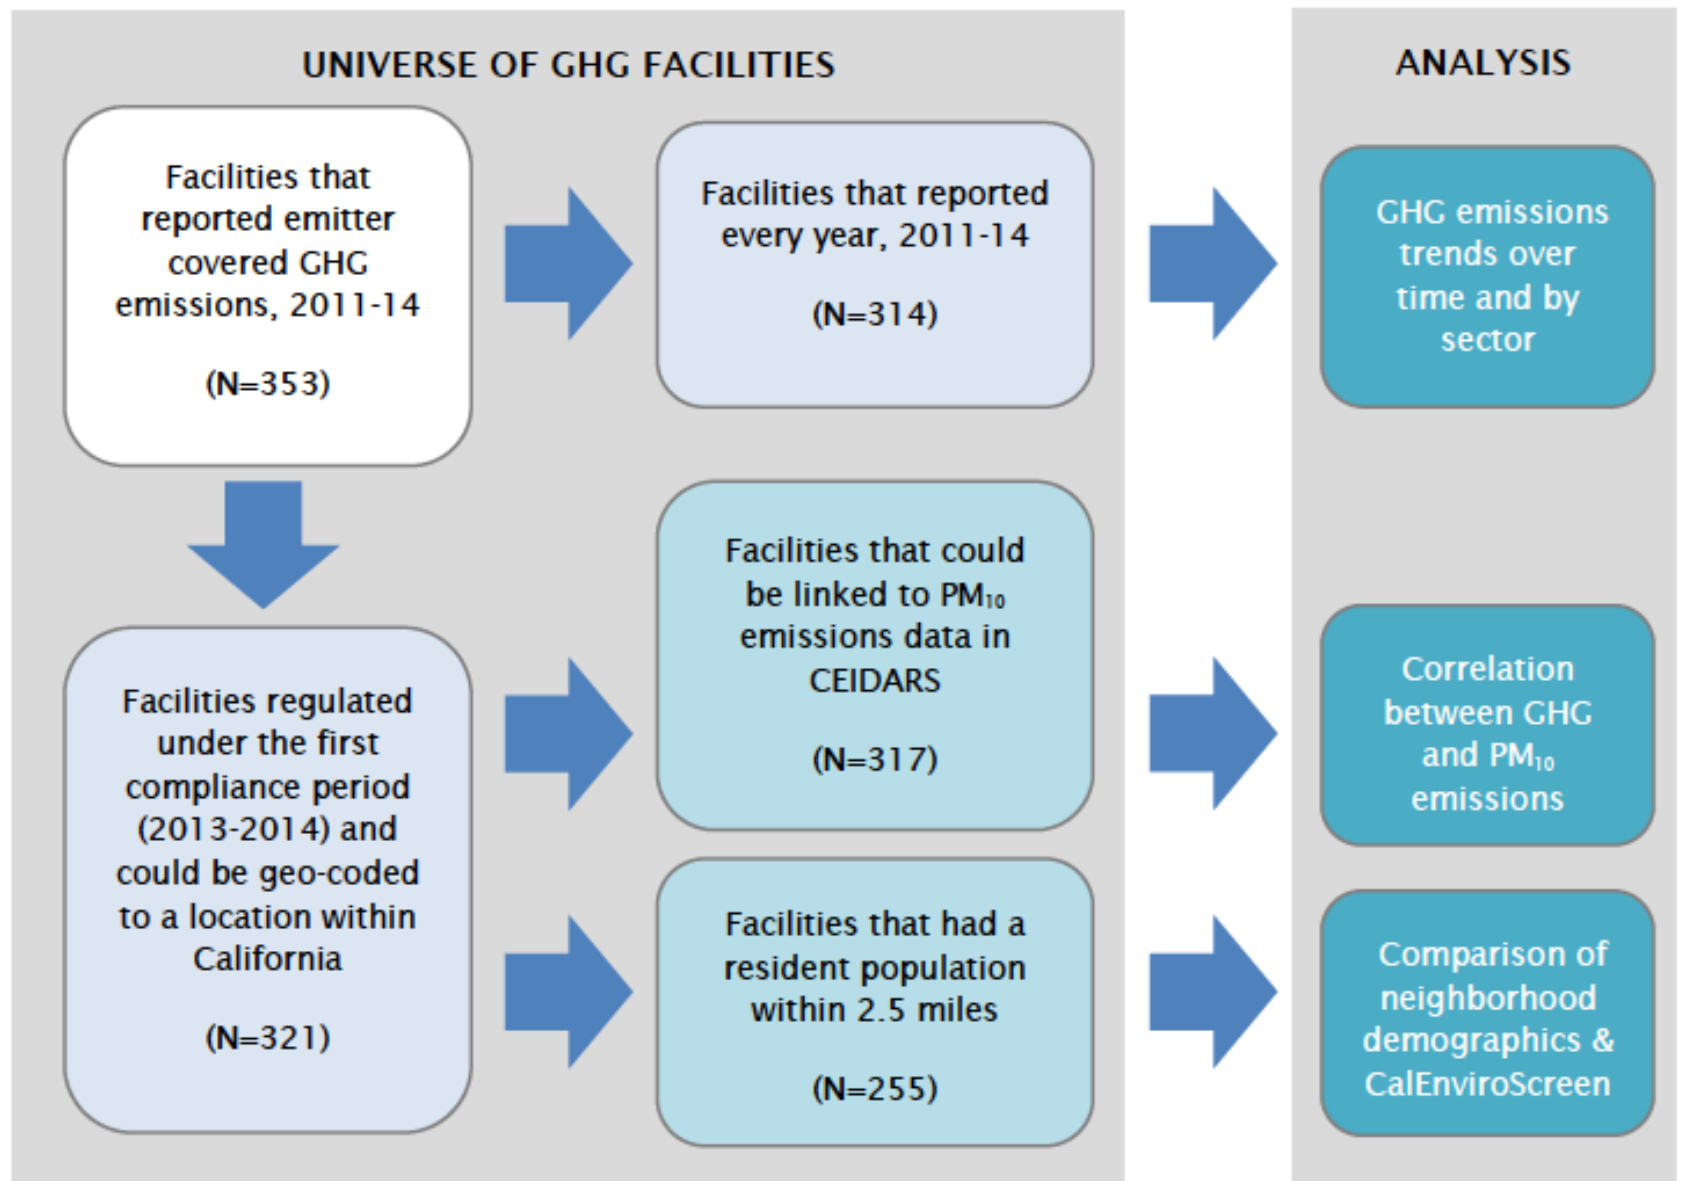 UNIVERSE OF GHG FACILITIES
Facilities that
reported emitter
covered GHG
emissions, 2011-14
(N=353)
Facilities that reported
every year, 2011-14
(N=314)
Facilities regulated
under the first
compliance period
(2013-2014) and
could be geo-coded
to a location within
California
(N=321)
Facilities that could
be linked to PM₁₀
emissions data in
CEIDARS
(N=317)
Facilities that had a
resident population
within 2.5 miles
(N=255)
ANALYSIS
GHG emissions
trends over
time and by
sector
Correlation
between GHG
and PM₁₀
emissions
Comparison of
neighborhood
demographics &
CalEnviroScreen